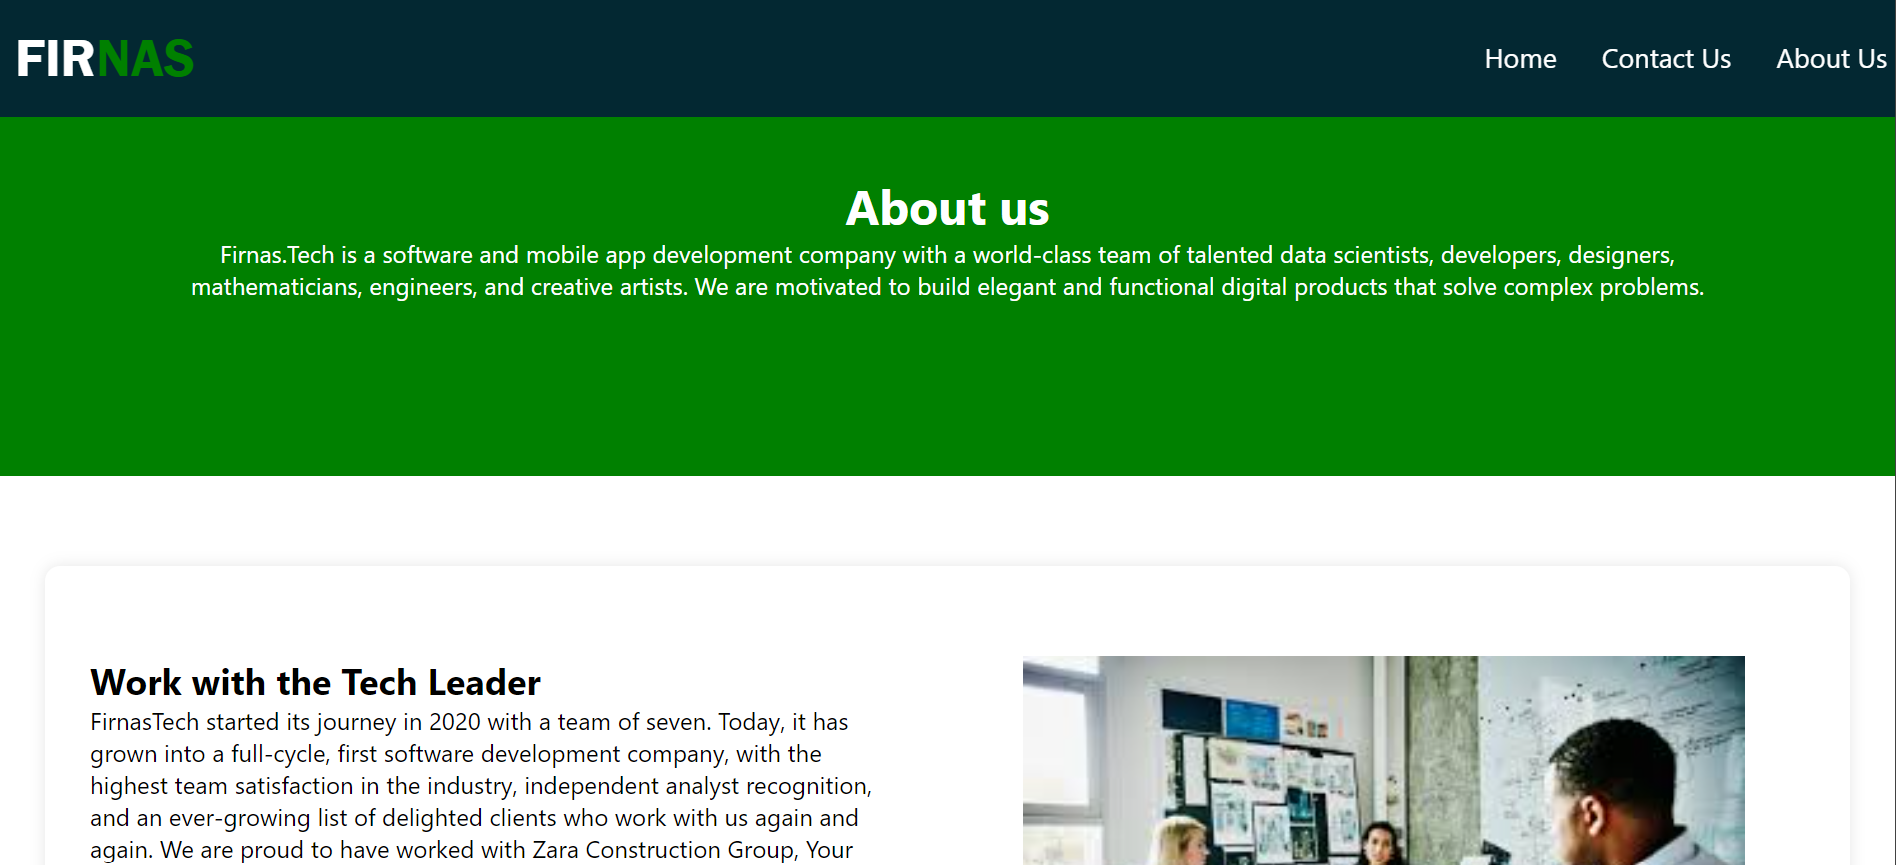 FIRNAS
Home
Contact Us
About Us
About us
Firnas.Tech is a software and mobile app development company with a world-class team of talented data scientists, developers, designers,
mathematicians, engineers, and creative artists. We are motivated to build elegant and functional digital products that solve complex problems.
Work with the Tech Leader
FirnasTech started its journey in 2020 with a team of seven. Today, it has
grown into a full-cycle, first software development company, with the
highest team satisfaction in the industry, independent analyst recognition,
and an ever-growing list of delighted clients who work with us again and
again. We are proud to have worked with Zara Construction Group, Your